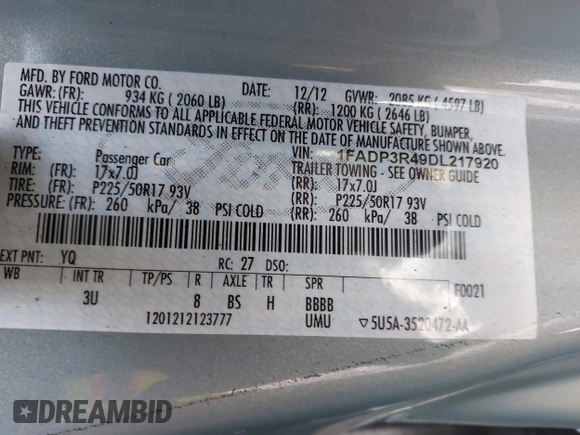 MFD. BY FORD MOTOR CO.
DATE: 12/12 GVWR: 2085 KG ( 4597 LB)
GAWR: (FR): 934 KG ( 2060 LB) (RR): 1200 KG ( 2646 LB)
THIS VEHICLE CONFORMS TO ALL APPLICABLE FEDERAL MOTOR VEHICLE SAFETY, BUMPER,
AND THEFT PREVENTION STANDARDS IN EFFECT ON THE DATE OF MANUFACTURE SHOWN ABOVE.
VIN: 1FADP3R49DL217920
TYPE: Passenger Car TRAILER TOWING - SEE OWNER GUIDE
RIM: (FR): 17x7.0J (RR): 17x7.0J
TIRE: (FR): P225/50R17 93V (RR): P225/50R17 93V
PRESSURE: (FR): 260 kPa/ 38 PSI COLD (RR): 260 kPa/ 38 PSI COLD
EXT PNT: YQ RC: 27 DSO:
WB INT TR TP/PS R AXLE TR SPR F0021
3U 8 BS H BBBB
1201212123777 UMU ▽5U5A-3520472-AA
DREAMBID